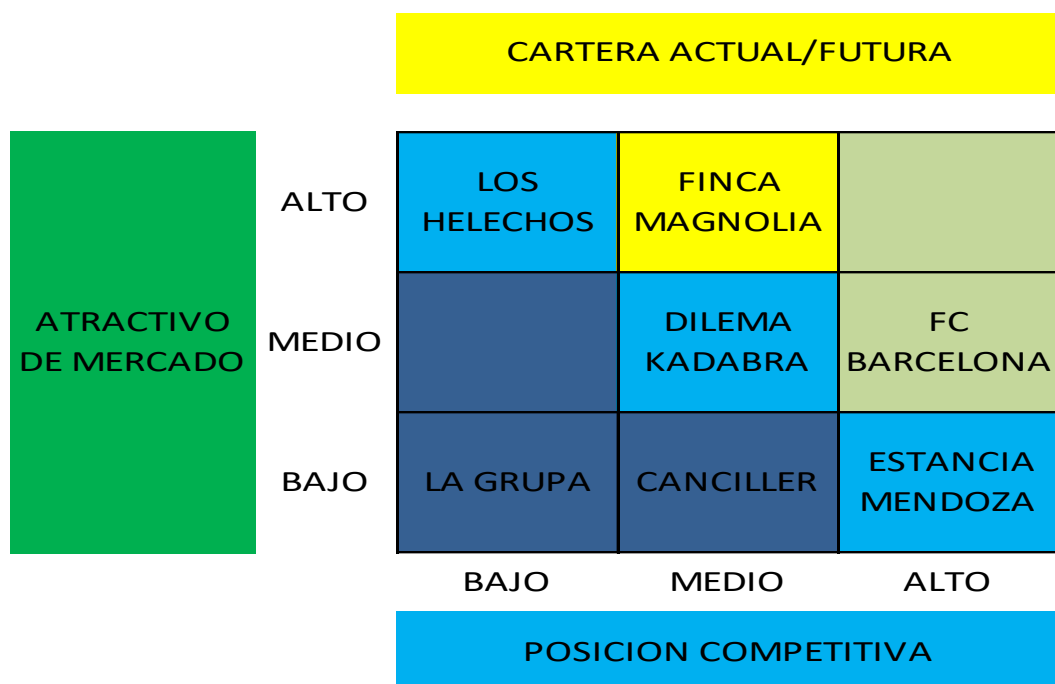 CARTERA ACTUAL/FUTURA
ALTO
LOS
HELECHOS
FINCA
MAGNOLIA
ATRACTIVO
DE MERCADO
MEDIO
DILEMA
KADABRA
FC
BARCELONA
BAJO
LA GRUPA
CANCILLER
ESTANCIA
MENDOZA
BAJO
MEDIO
ALTO
POSICION COMPETITIVA